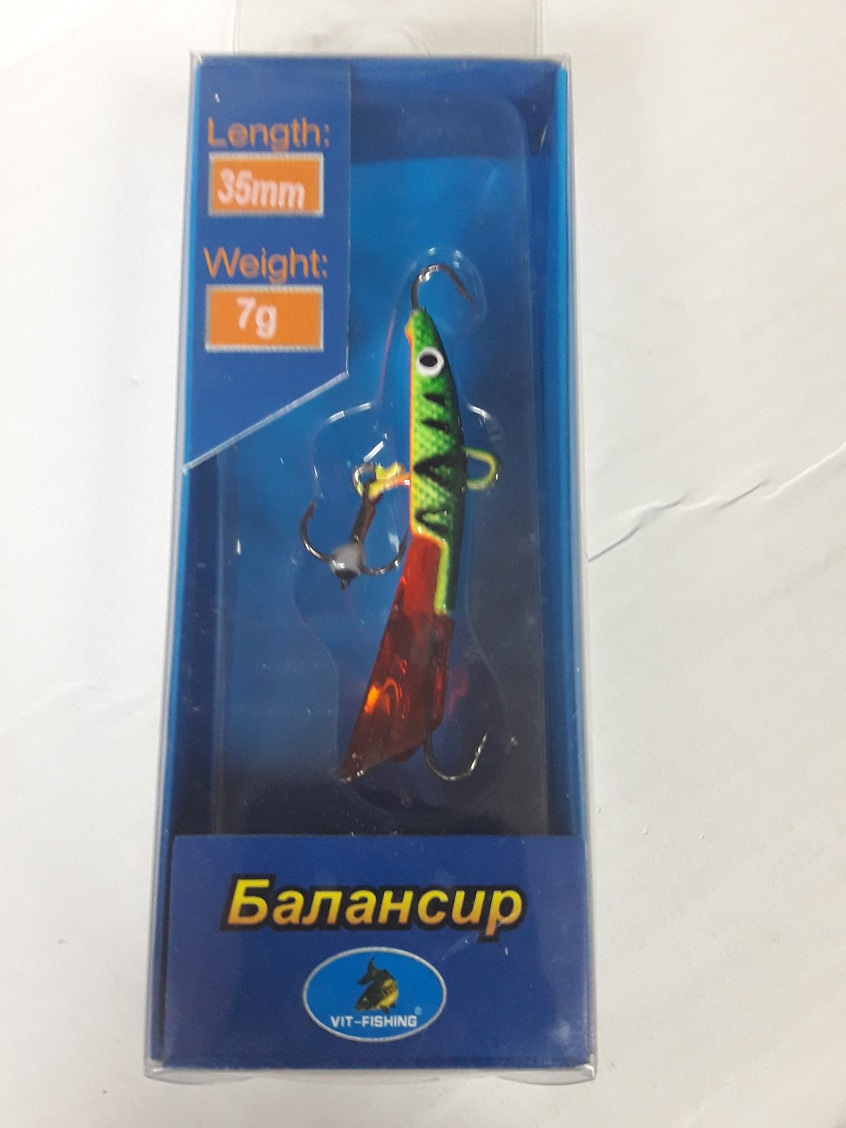 Length:
35mm
Weight:
7g
Балансир
VIT-FISHING®